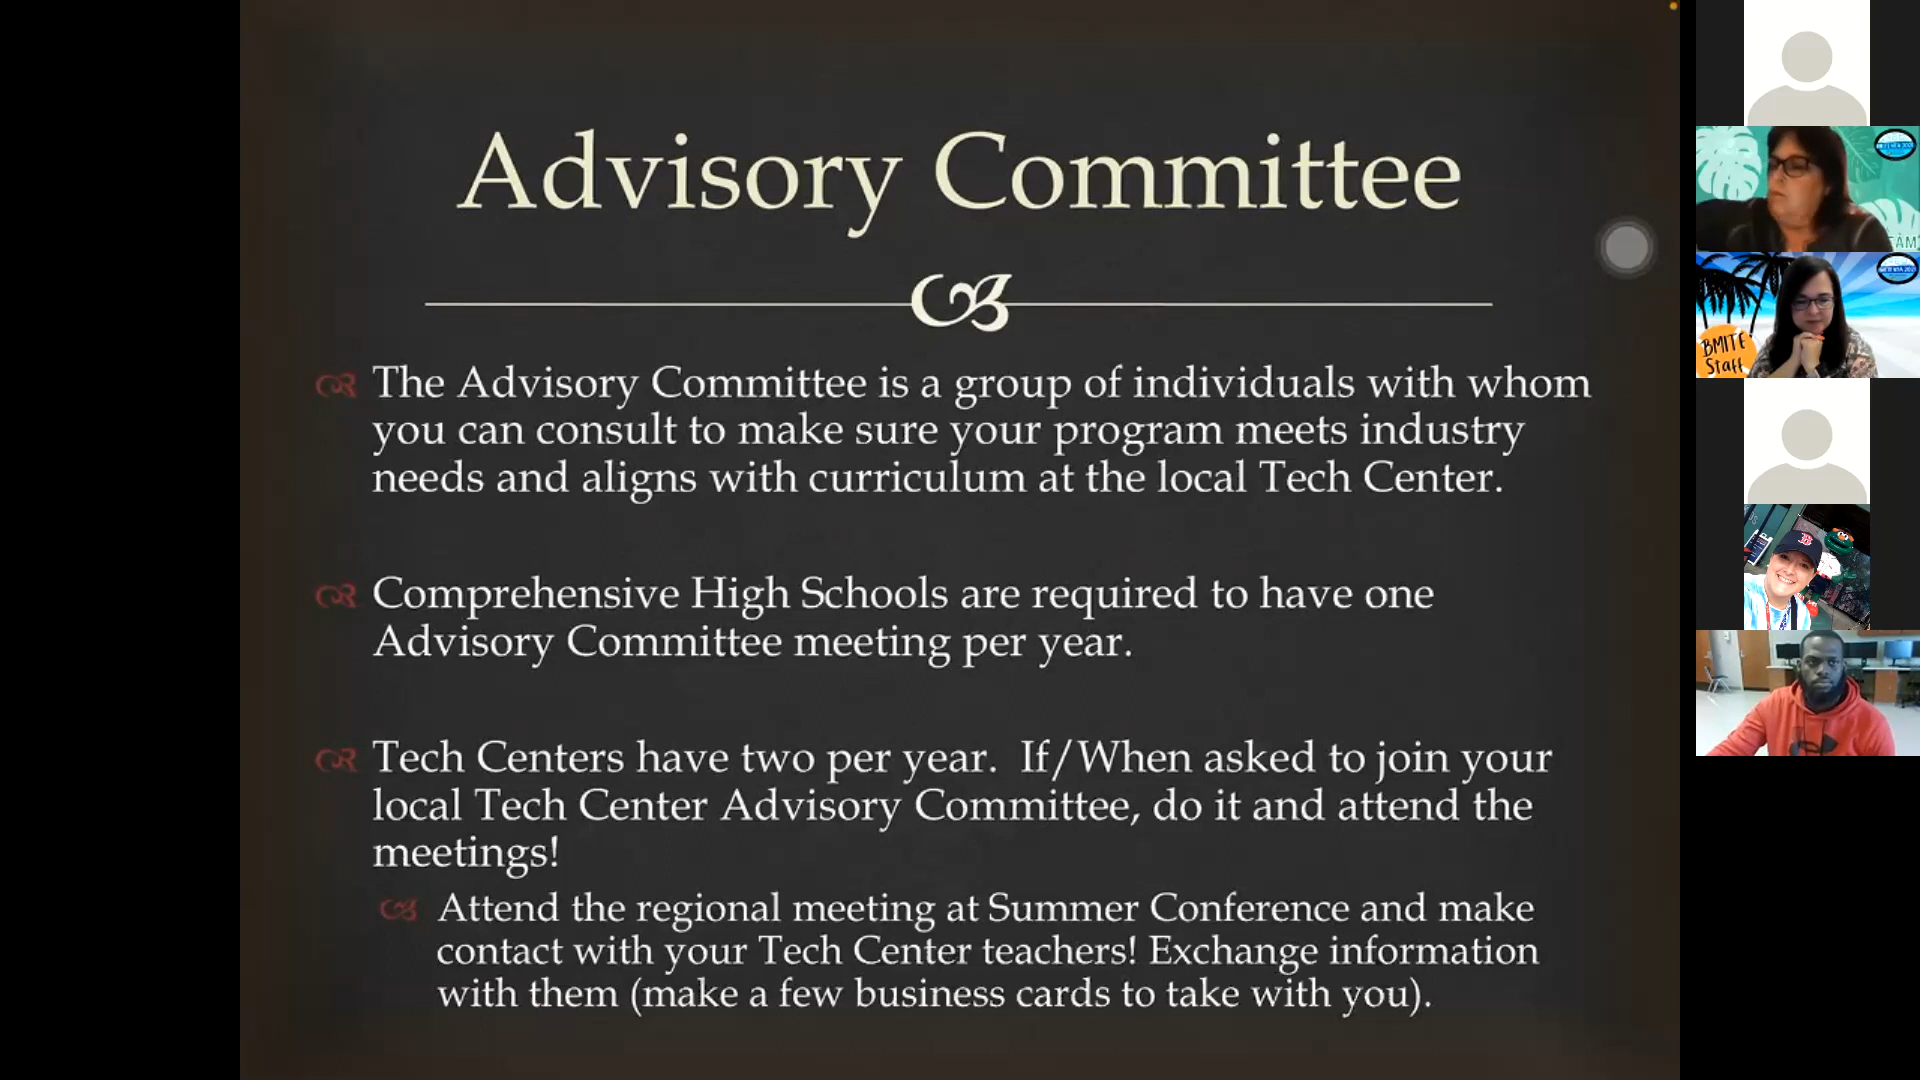 Advisory Committee
The Advisory Committee is a group of individuals with whom
you can consult to make sure your program meets industry
needs and aligns with curriculum at the local Tech Center.
Comprehensive High Schools are required to have one
Advisory Committee meeting per year.
Tech Centers have two per year. If/When asked to join your
local Tech Center Advisory Committee, do it and attend the
meetings!
Attend the regional meeting at Summer Conference and make
contact with your Tech Center teachers! Exchange information
with them (make a few business cards to take with you).
BMITE
Staff
B